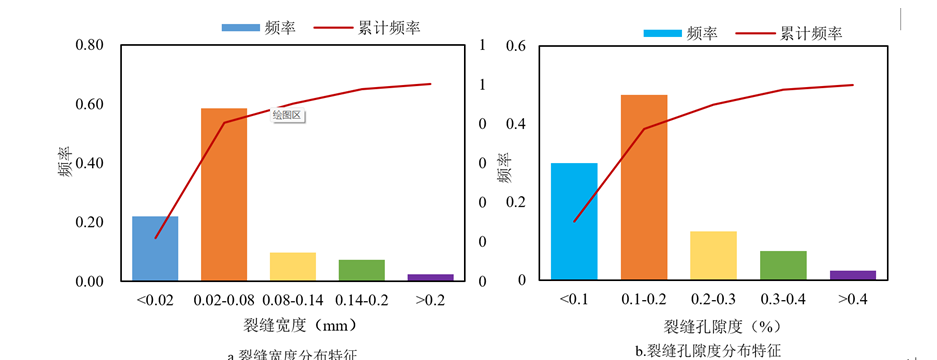 频率 累计频率
0.80
0.60
0.40
0.20
0.00
频率
1
1
0
0
0
0
0
绘图区
<0.02 0.02-0.08 0.08-0.14 0.14-0.2 >0.2
裂缝宽度（mm）
a.裂缝宽度分布特征
频率 累计频率
0.6
0.4
0.2
0
频率
<0.1 0.1-0.2 0.2-0.3 0.3-0.4 >0.4
裂缝孔隙度（%）
b.裂缝孔隙度分布特征